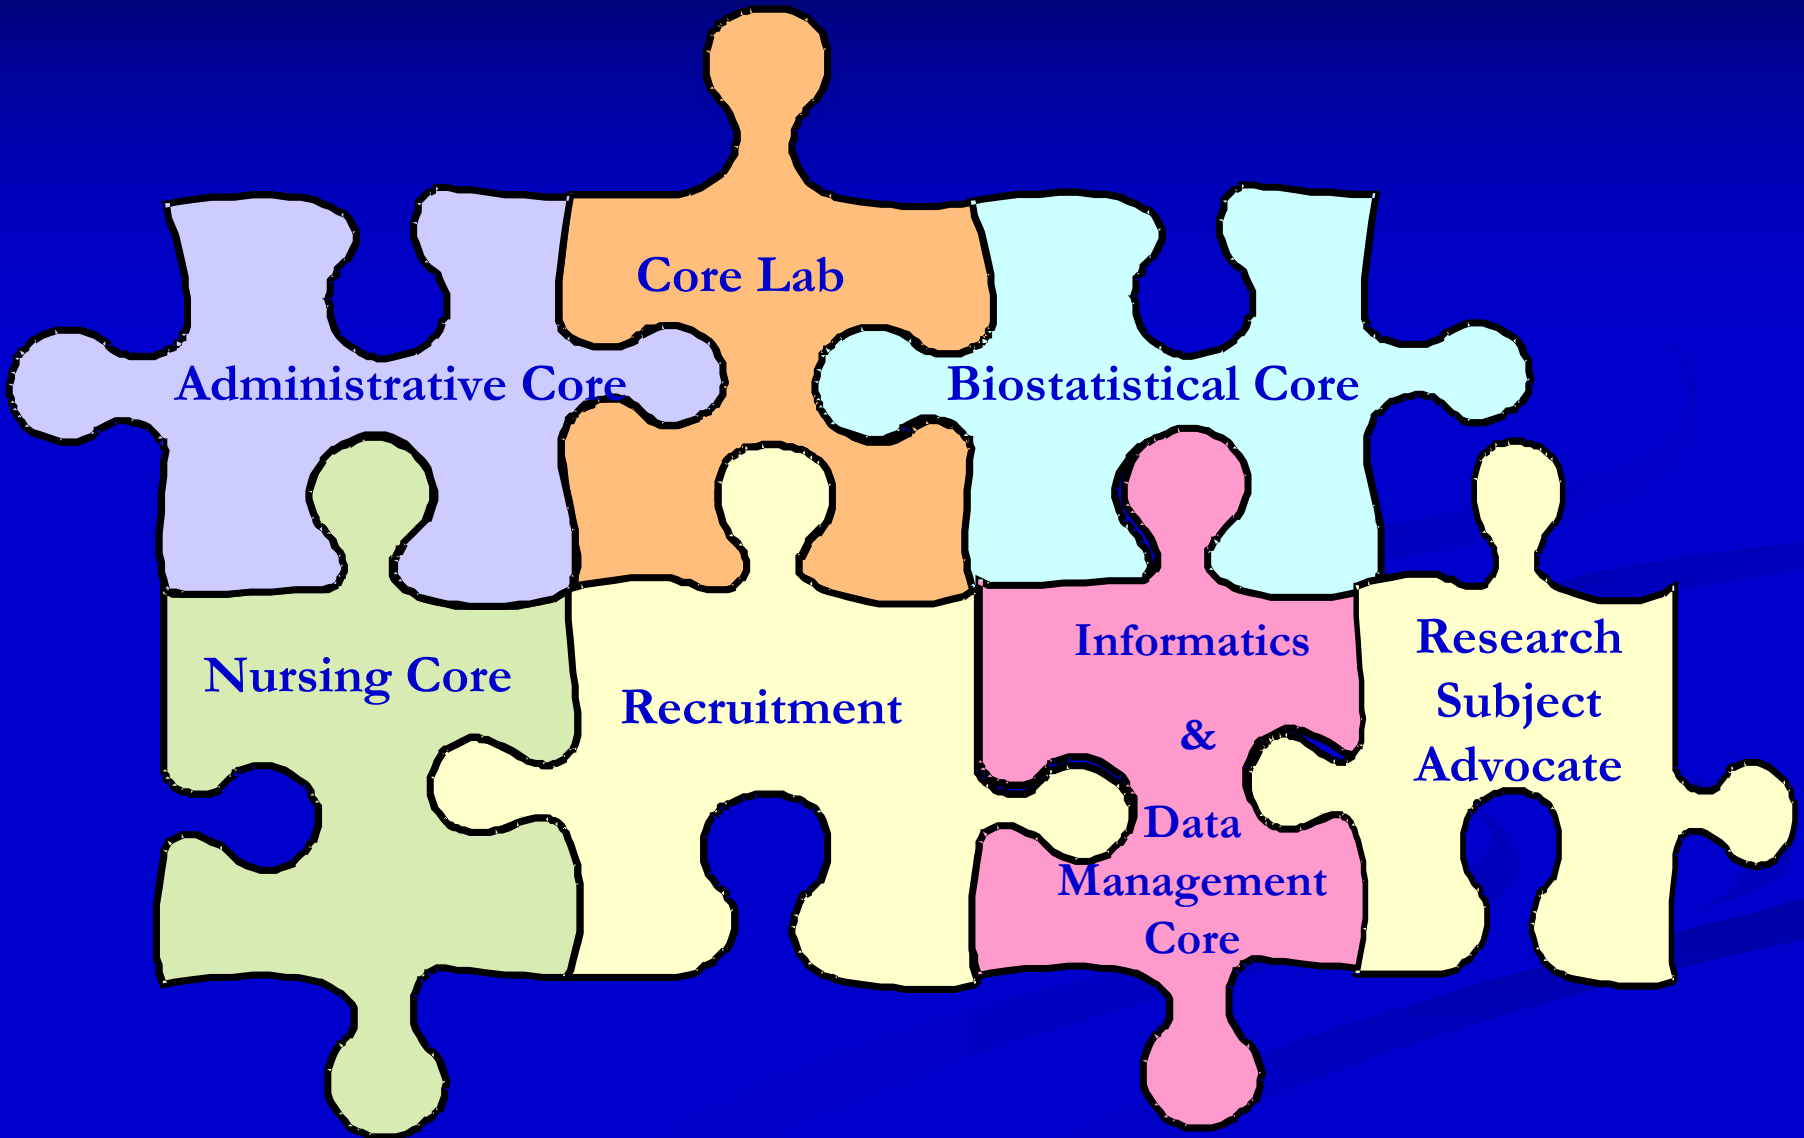 Core Lab
Administrative Core
Biostatistical Core
Nursing Core
Recruitment
Informatics
&
Data
Management
Core
Research
Subject
Advocate